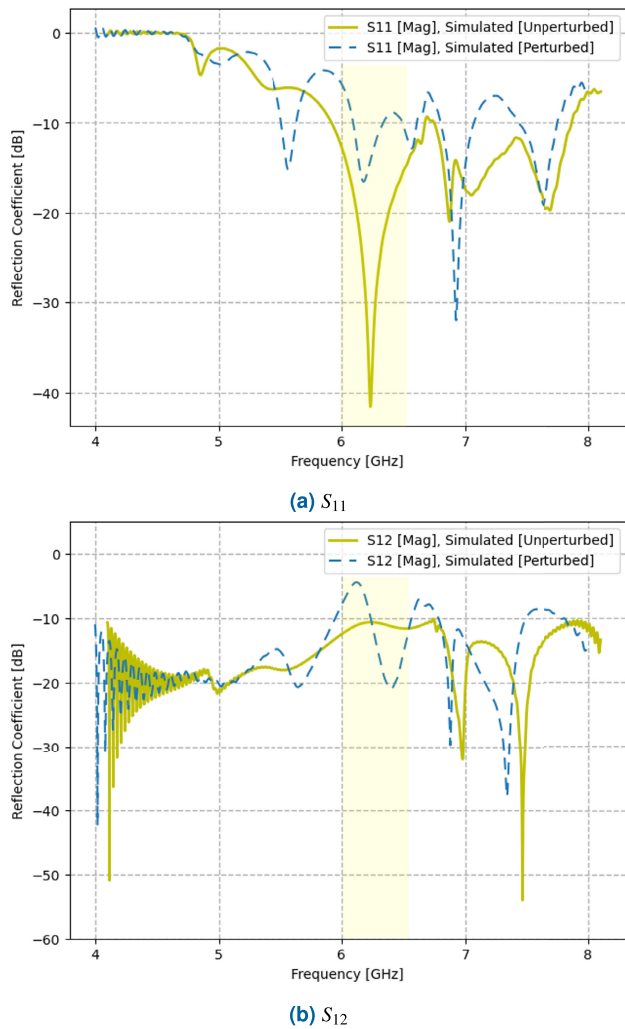 S11 [Mag], Simulated [Unperturbed]
S11 [Mag], Simulated [Perturbed]
Reflection Coefficient [dB]
0
−10
−20
−30
−40
4 5 6 7 8
Frequency [GHz]
(a) S11
S12 [Mag], Simulated [Unperturbed]
S12 [Mag], Simulated [Perturbed]
Reflection Coefficient [dB]
0
−10
−20
−30
−40
−50
−60
4 5 6 7 8
Frequency [GHz]
(b) S12